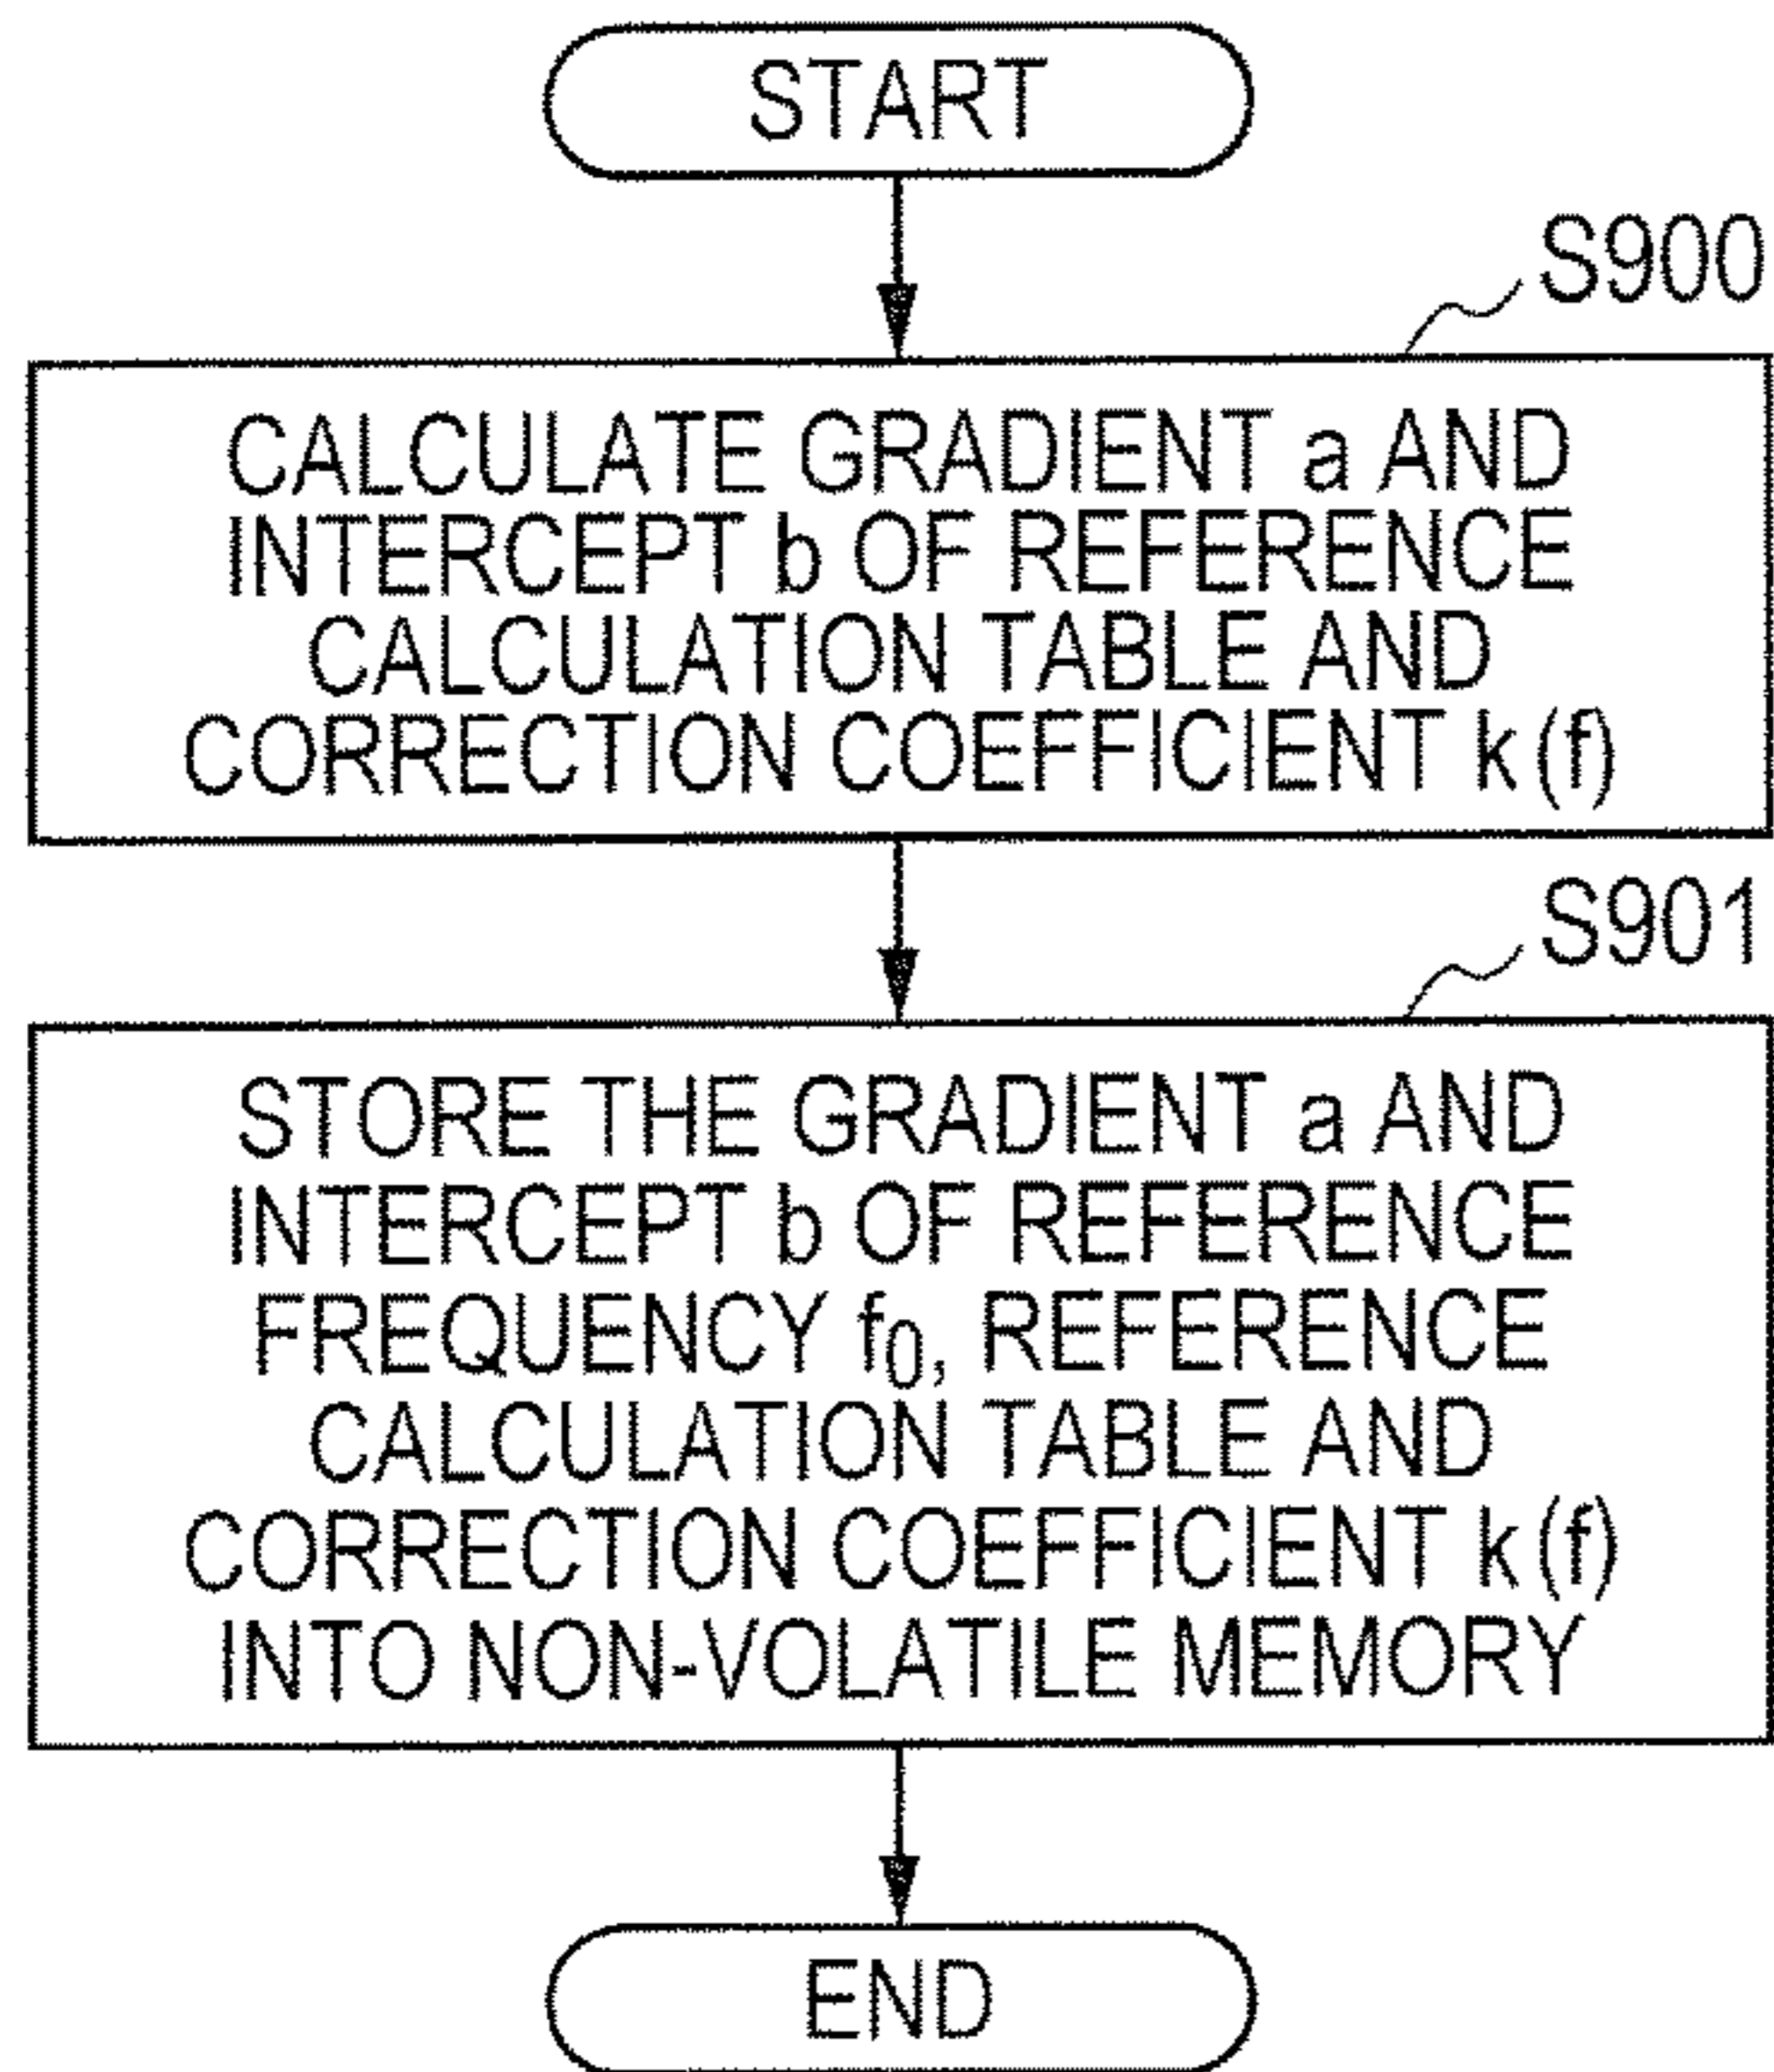 START
S900
CALCULATE GRADIENT a AND
INTERCEPT b OF REFERENCE
CALCULATION TABLE AND
CORRECTION COEFFICIENT k(f)
S901
STORE THE GRADIENT a AND
INTERCEPT b OF REFERENCE
FREQUENCY f₀, REFERENCE
CALCULATION TABLE AND
CORRECTION COEFFICIENT k(f)
INTO NON-VOLATILE MEMORY
END